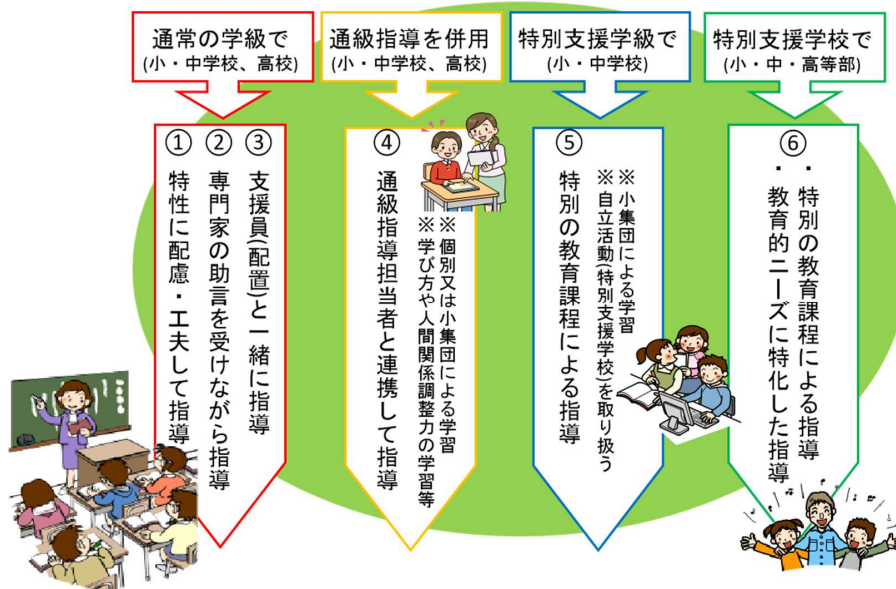 通常の学級で
(小・中学校、高校)
通級指導を併用
(小・中学校、高校)
特別支援学級で
(小・中学校)
特別支援学校で
(小・中・高等部)
①特性に配慮・工夫して指導
②専門家の助言を受けながら指導
③支援員(配置)と一緒に指導
④通級指導担当者と連携して指導
※個別又は小集団による学習
※学び方や人間関係調整力の学習等
⑤特別の教育課程による指導
※小集団による学習
※自立活動(特別支援学校)を取り扱う
⑥
・特別の教育課程による指導
・教育的ニーズに特化した指導